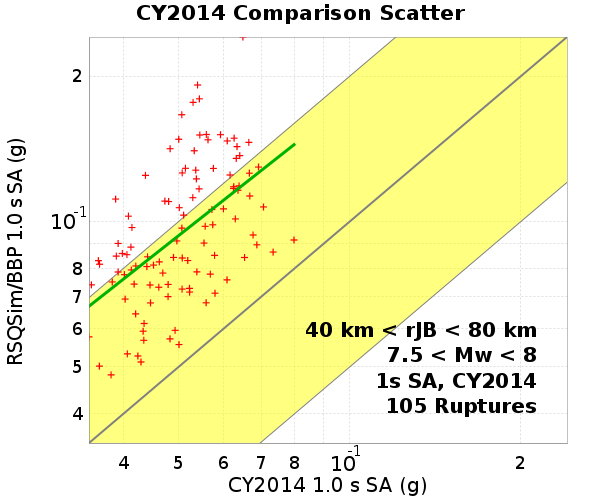 CY2014 Comparison Scatter
RSQSim/BBP 1.0 s SA (g)
2
10⁻¹
8
7
6
5
4
40 km < rJB < 80 km
7.5 < Mw < 8
1s SA, CY2014
105 Ruptures
4 5 6 7 8 10⁻¹ 2
CY2014 1.0 s SA (g)